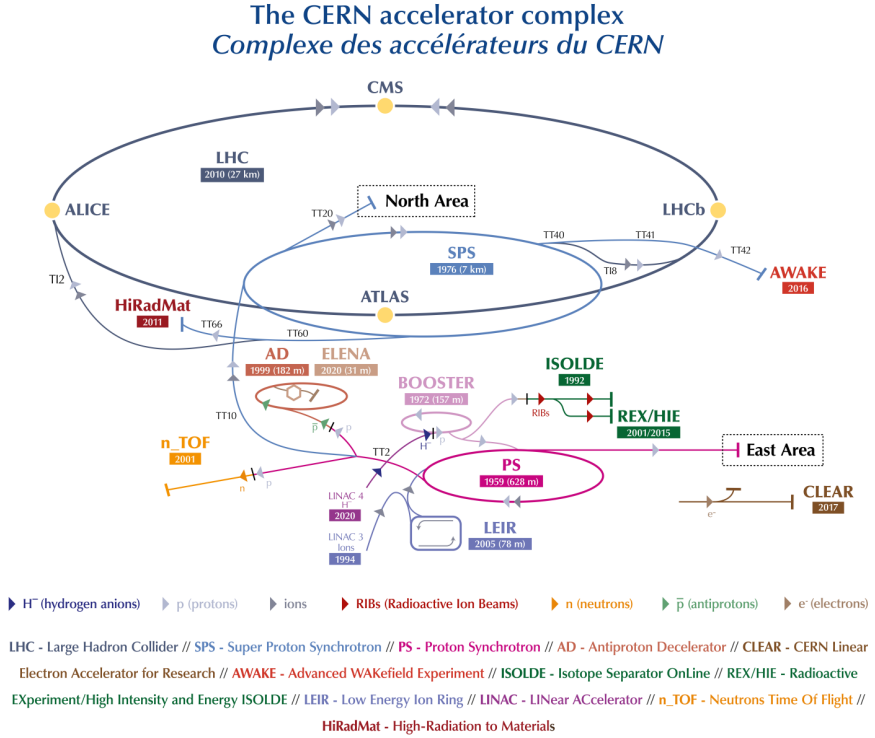 The CERN accelerator complex
Complexe des accélérateurs du CERN
CMS
LHC
2010 (27 km)
North Area
TT20
ALICE
LHCb
TT40
TT41
SPS
1976 (7 km)
TI8
TT42
AWAKE
2016
TI2
HiRadMat
2011
ATLAS
TT66
TT60
AD
1999 (182 m)
ELENA
2020 (31 m)
ISOLDE
1992
BOOSTER
1972 (157 m)
RIBs
REX/HIE
2001/2015
TT10
p̅
p
H⁻
p
n_TOF
2001
TT2
East Area
PS
1959 (628 m)
n
p
LINAC 4
H⁻
2020
CLEAR
2017
e⁻
LINAC 3
Ions
1994
LEIR
2005 (78 m)
H⁻ (hydrogen anions)
p (protons)
ions
RIBs (Radioactive Ion Beams)
n (neutrons)
p̅ (antiprotons)
e⁻ (electrons)
LHC - Large Hadron Collider // SPS - Super Proton Synchrotron // PS - Proton Synchrotron // AD - Antiproton Decelerator // CLEAR - CERN Linear
Electron Accelerator for Research // AWAKE - Advanced WAKefield Experiment // ISOLDE - Isotope Separator OnLine // REX/HIE - Radioactive
EXperiment/High Intensity and Energy ISOLDE // LEIR - Low Energy Ion Ring // LINAC - LINear ACcelerator // n_TOF - Neutrons Time Of Flight //
HiRadMat - High-Radiation to Materials